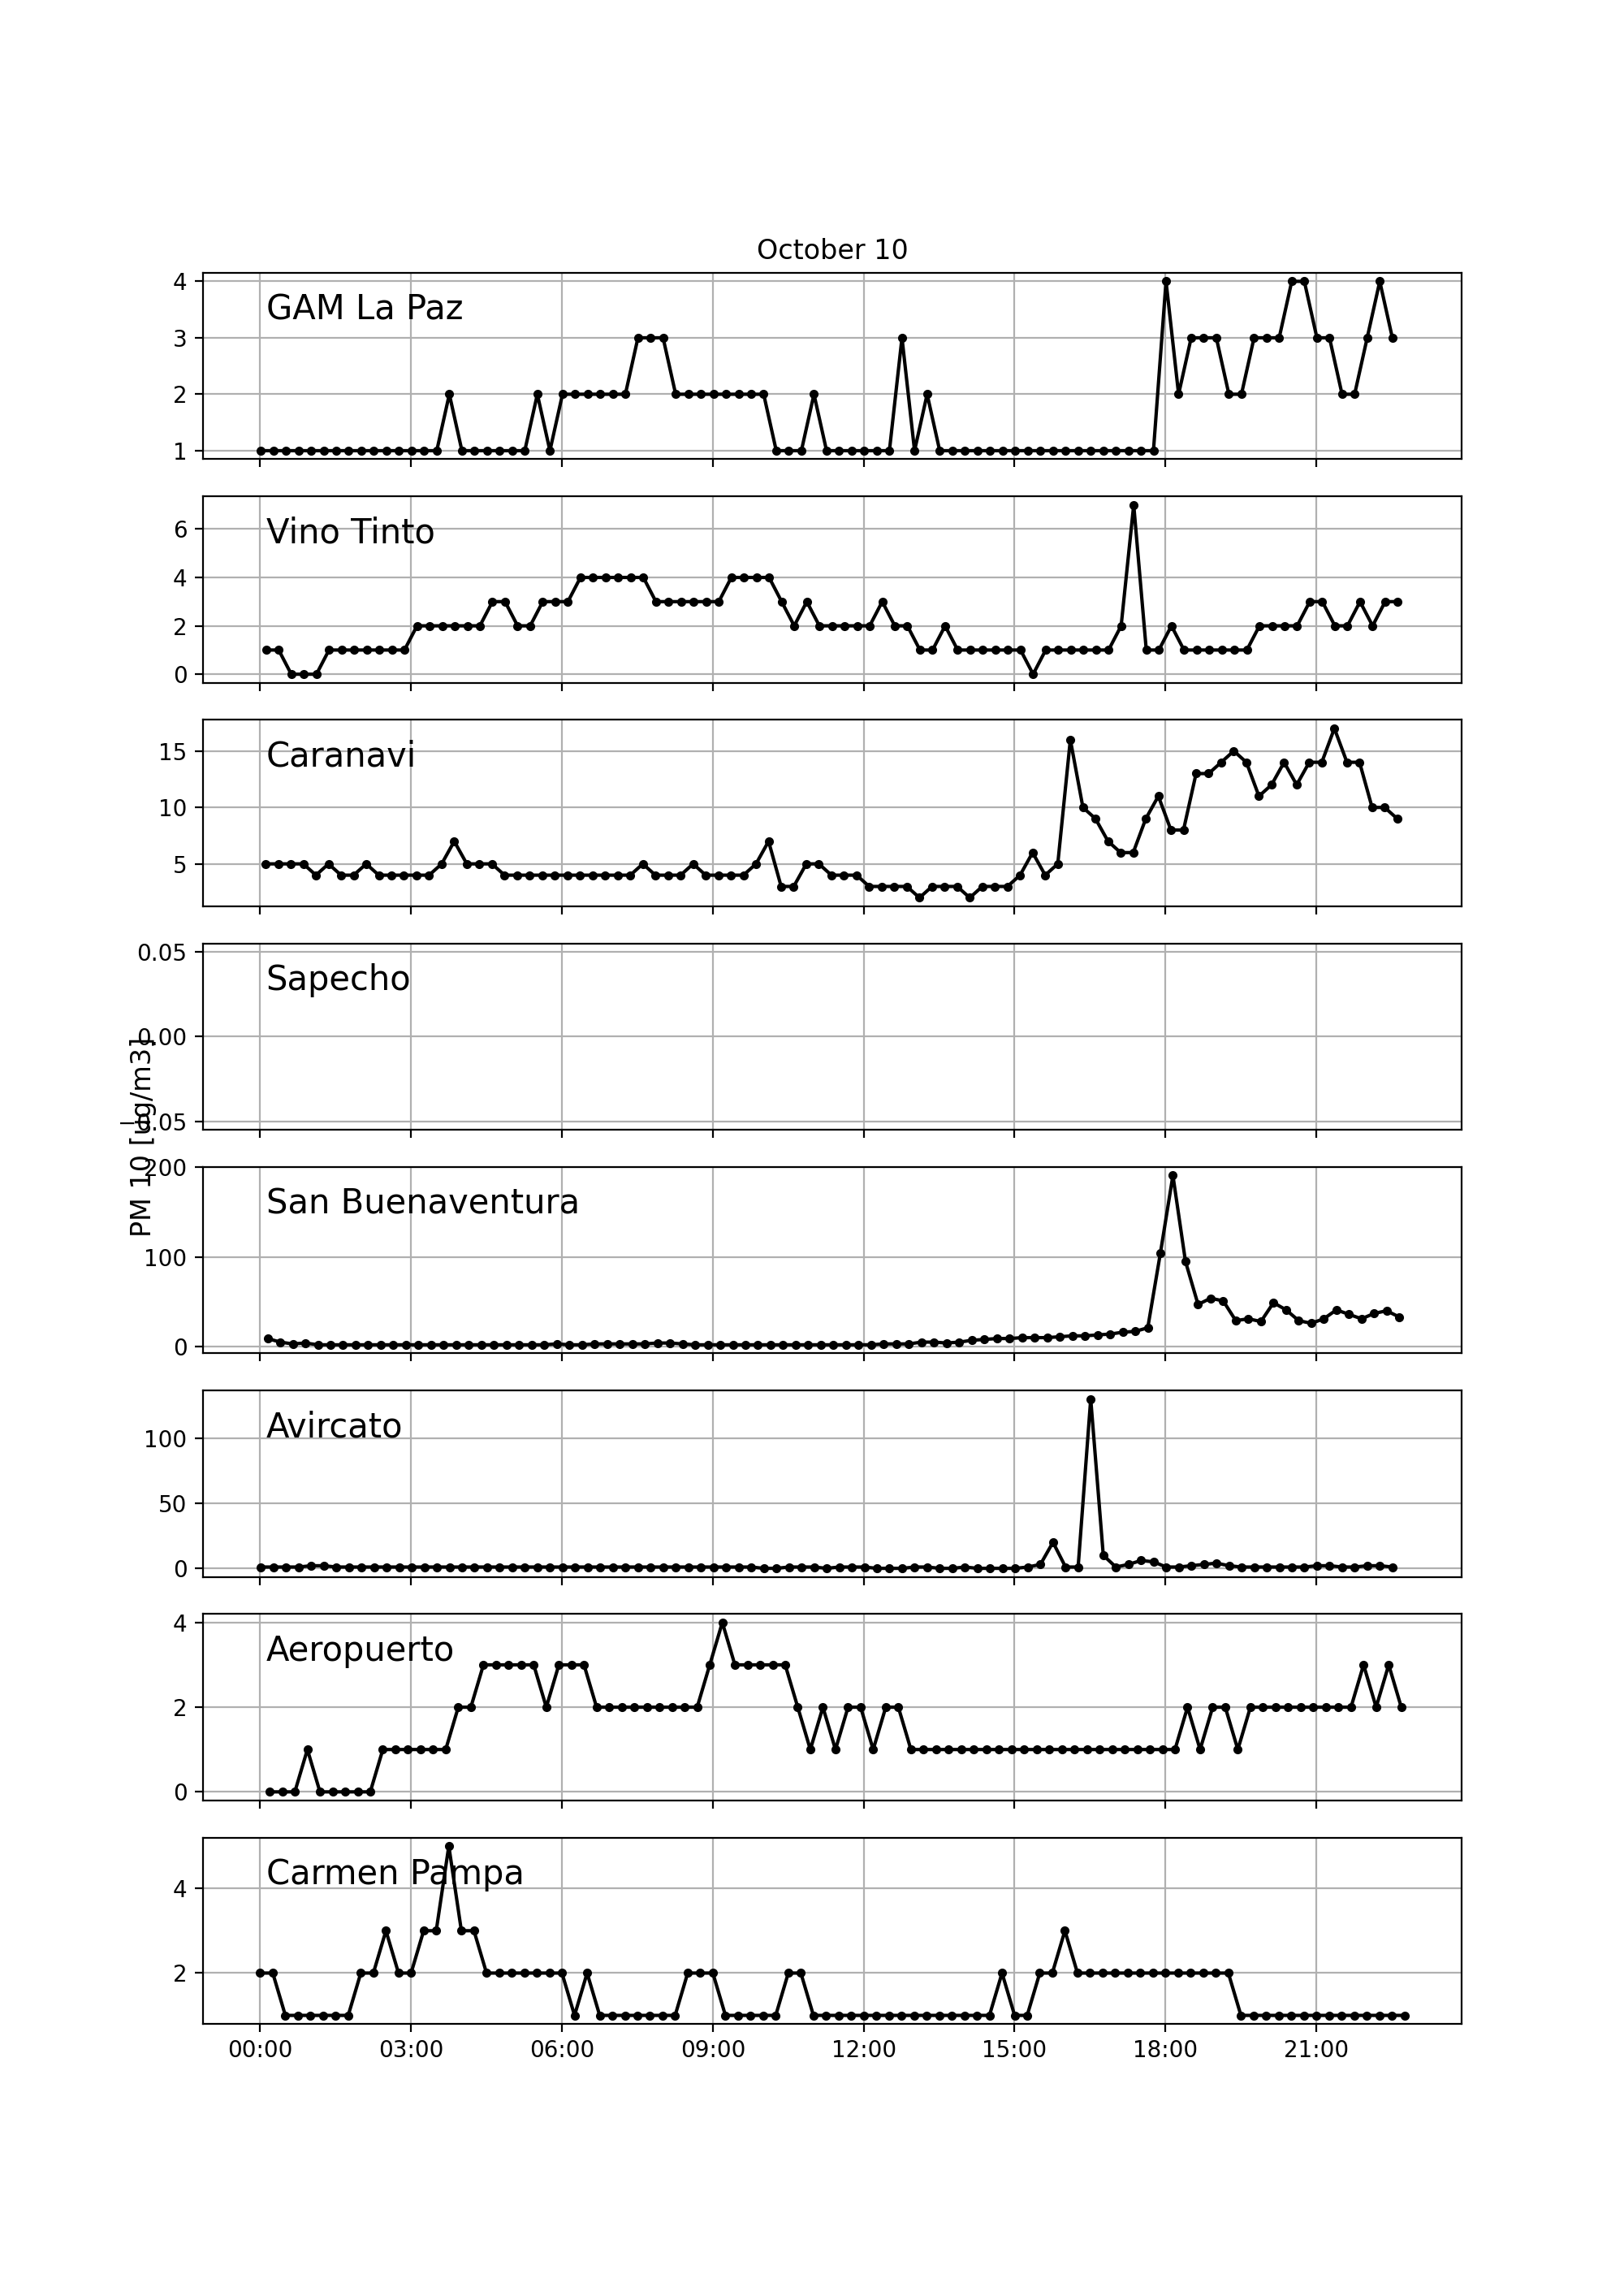 October 10
4
GAM La Paz
3
2
1
6
Vino Tinto
4
2
0
15
Caranavi
10
5
0.05
Sapecho
0.00
−0.05
PM 10 [ug/m3]
200
San Buenaventura
100
0
Avircato
100
50
0
4
Aeropuerto
2
0
Carmen Pampa
4
2
00:00 03:00 06:00 09:00 12:00 15:00 18:00 21:00